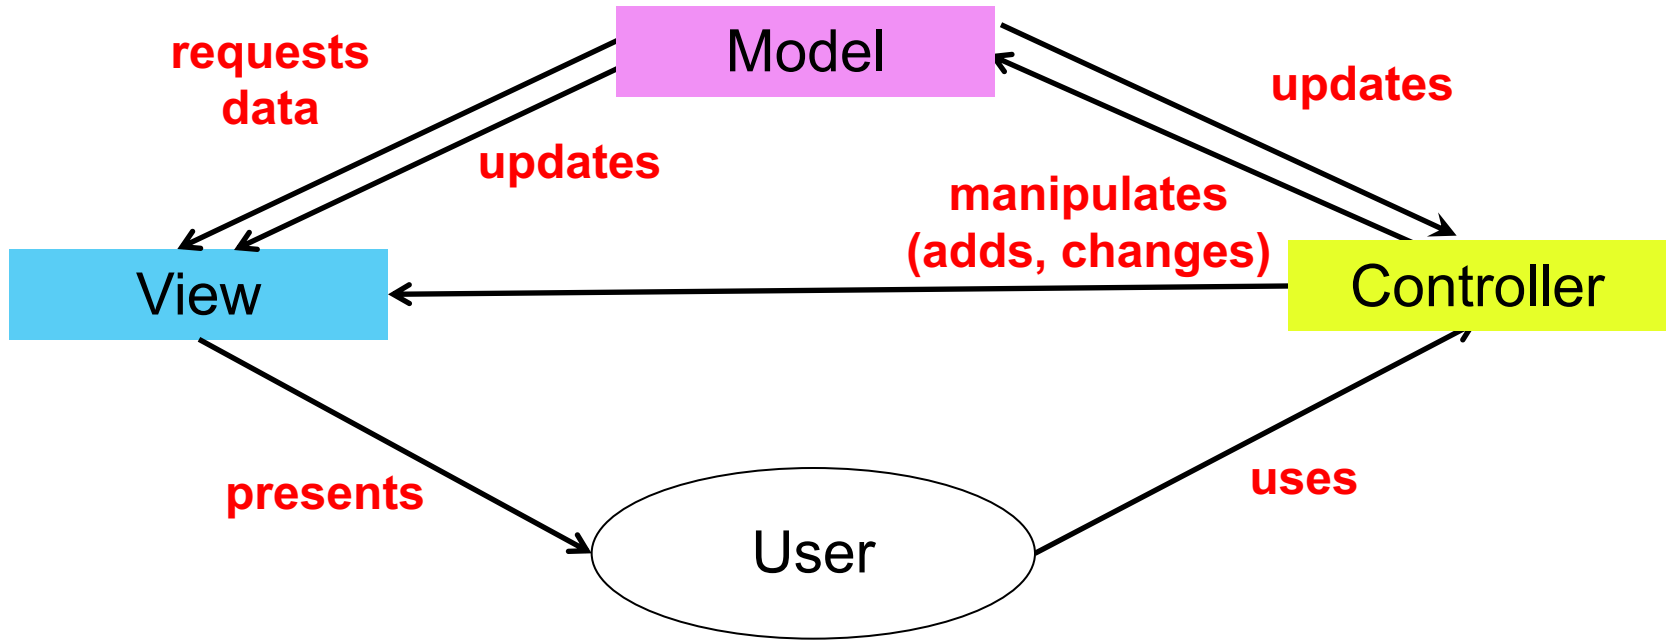 Model
requests
data
updates
updates
manipulates
(adds, changes)
View
Controller
presents
uses
User